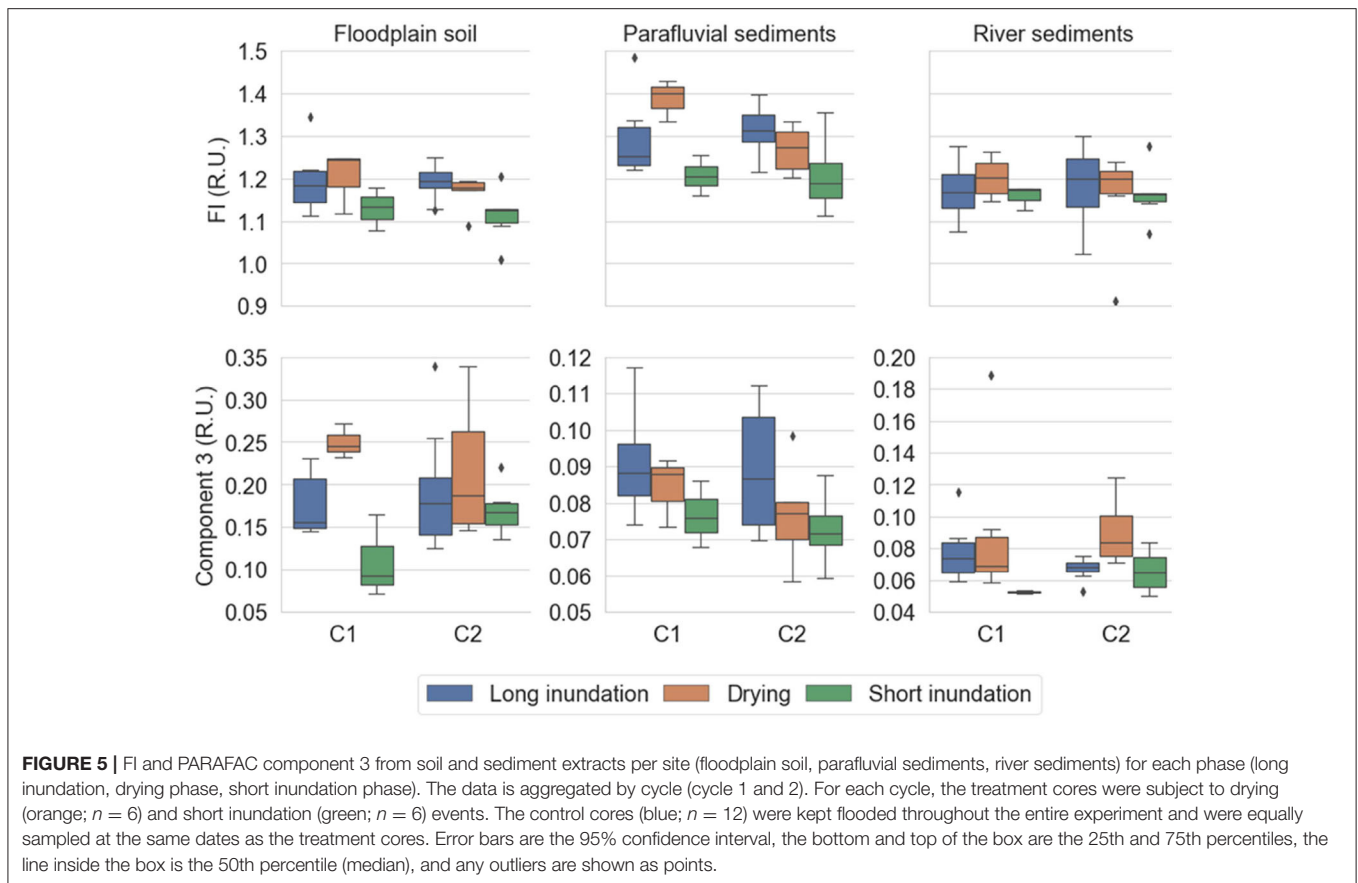 Floodplain soil
Parafluvial sediments
River sediments
FI (R.U.)
1.5
1.4
1.3
1.2
1.1
1.0
0.9
Component 3 (R.U.)
0.35
0.30
0.25
0.20
0.15
0.10
0.05
0.12
0.11
0.10
0.09
0.08
0.07
0.06
0.05
0.20
0.18
0.16
0.14
0.12
0.10
0.08
0.06
0.04
C1
C2
C1
C2
C1
C2
Long inundation
Drying
Short inundation
FIGURE 5 | FI and PARAFAC component 3 from soil and sediment extracts per site (floodplain soil, parafluvial sediments, river sediments) for each phase (long
inundation, drying phase, short inundation phase). The data is aggregated by cycle (cycle 1 and 2). For each cycle, the treatment cores were subject to drying
(orange; n = 6) and short inundation (green; n = 6) events. The control cores (blue; n = 12) were kept flooded throughout the entire experiment and were equally
sampled at the same dates as the treatment cores. Error bars are the 95% confidence interval, the bottom and top of the box are the 25th and 75th percentiles, the
line inside the box is the 50th percentile (median), and any outliers are shown as points.